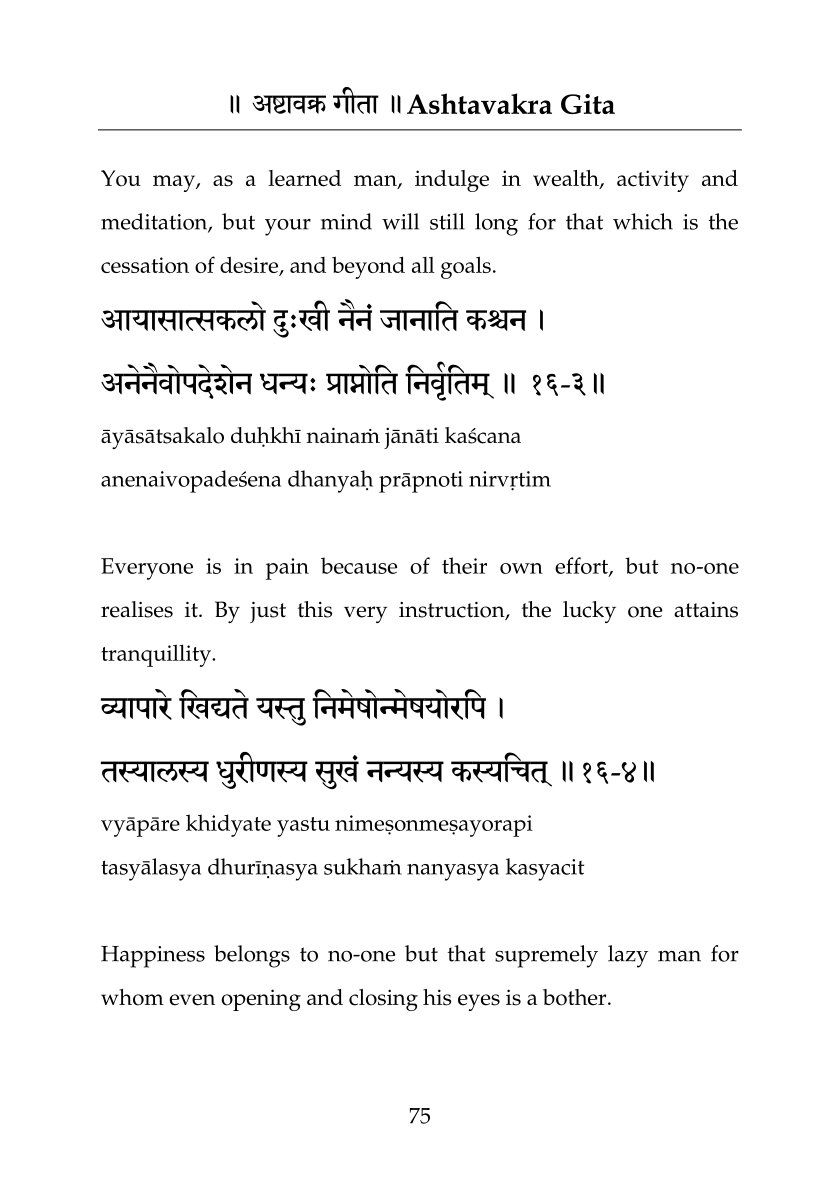 ॥ अष्टावक्र गीता ॥ Ashtavakra Gita
You may, as a learned man, indulge in wealth, activity and
meditation, but your mind will still long for that which is the
cessation of desire, and beyond all goals.
आयासात्सकलो दुःखी नैनं जानाति कश्चन ।
अनेनैवोपदेशेन धन्यः प्राप्नोति निर्वृतिम् ॥ १६-३॥
āyāsātsakalo duḥkhī nainaṁ jānāti kaścana
anenaivopadeśena dhanyaḥ prāpnoti nirvṛtim
Everyone is in pain because of their own effort, but no-one
realises it. By just this very instruction, the lucky one attains
tranquillity.
व्यापारे खिद्यते यस्तु निमेषोन्मेषयोरपि ।
तस्यालस्य धुरीणस्य सुखं नन्यस्य कस्यचित् ॥१६-४॥
vyāpāre khidyate yastu nimeṣonmeṣayorapi
tasyālasya dhurīṇasya sukhaṁ nanyasya kasyacit
Happiness belongs to no-one but that supremely lazy man for
whom even opening and closing his eyes is a bother.
75